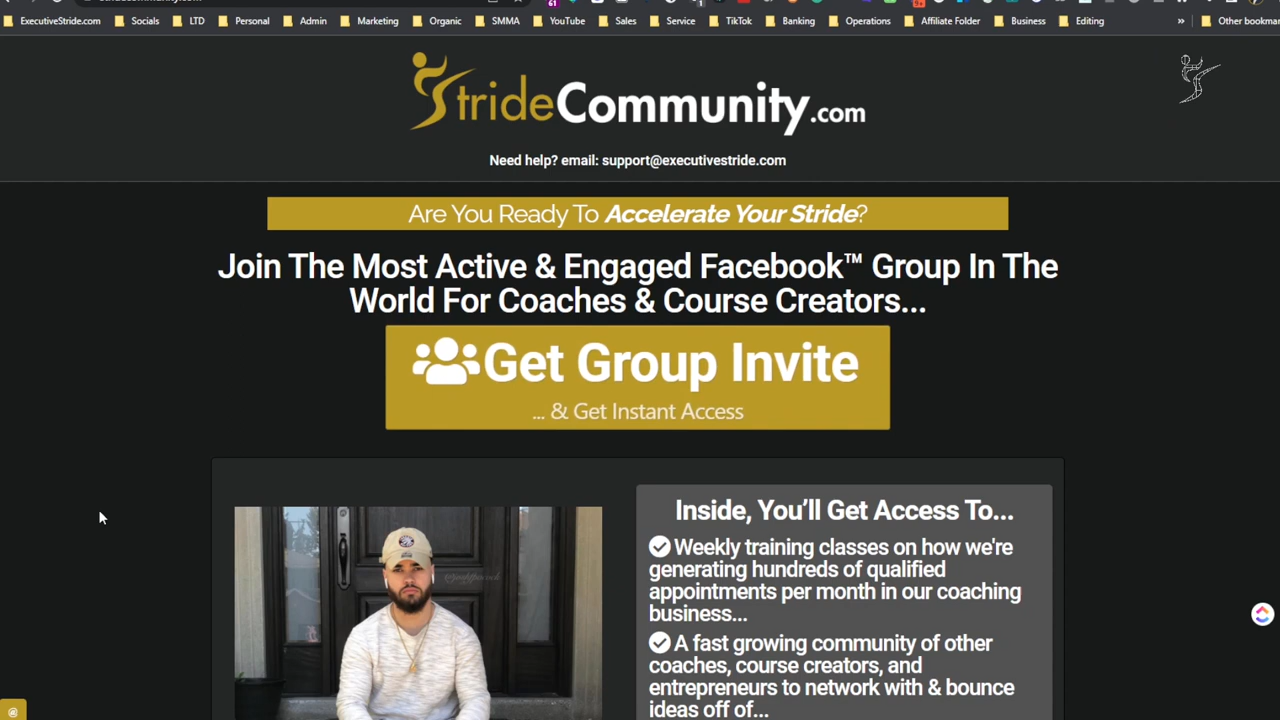 61
ExecutiveStride.com Socials LTD Personal Admin Marketing Organic SMMA YouTube Sales Service TikTok Banking Operations Affiliate Folder Business Editing » Other bookmar
StrideCommunity.com
Need help? email: support@executivestride.com
Are You Ready To Accelerate Your Stride?
Join The Most Active & Engaged Facebook™ Group In The
World For Coaches & Course Creators...
Get Group Invite
... & Get Instant Access
Inside, You'll Get Access To...
Weekly training classes on how we're
generating hundreds of qualified
appointments per month in our coaching
business...
A fast growing community of other
coaches, course creators, and
entrepreneurs to network with & bounce
ideas off of...